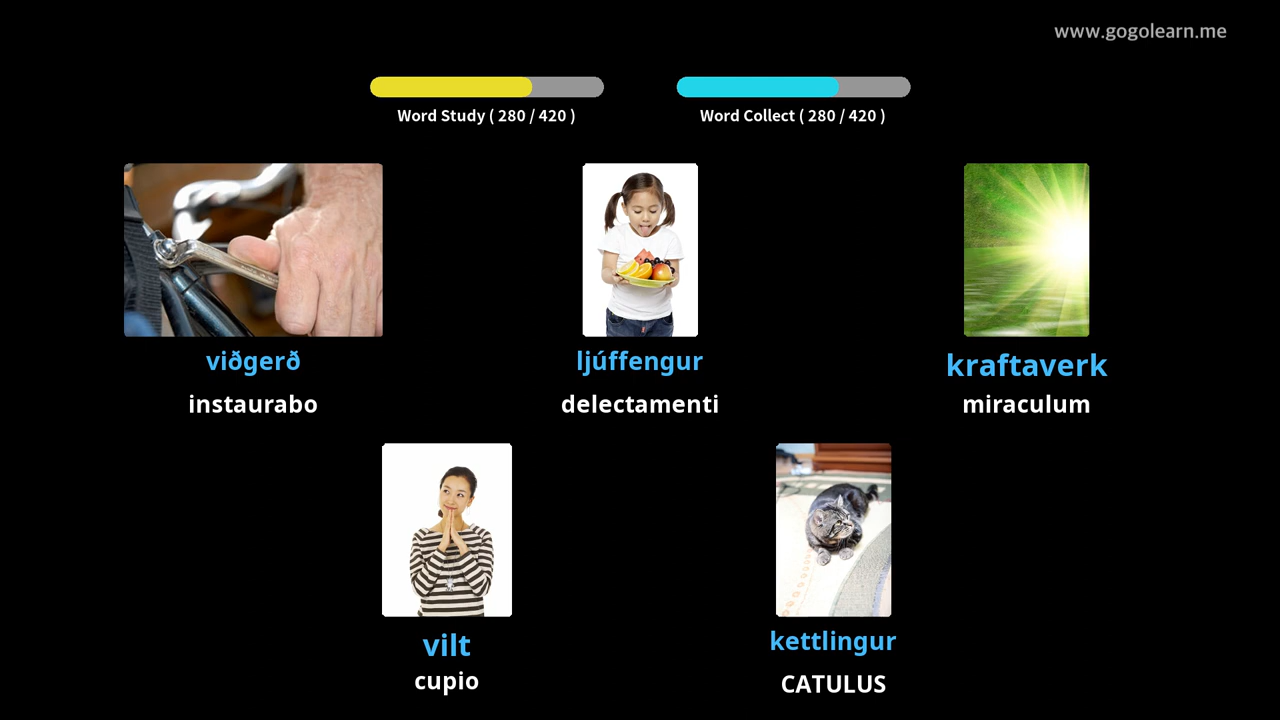 www.gogolearn.me
Word Study ( 280 / 420 )
Word Collect ( 280 / 420 )
viðgerð
instaurabo
ljúffengur
delectamenti
kraftaverk
miraculum
vilt
cupio
kettlingur
CATULUS